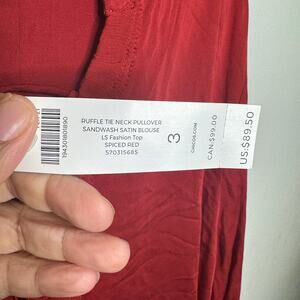 RUFFLE TIE NECK PULLOVER
SANDWASH SATIN BLOUSE
LS Fashion Top
SPICED RED
570315685
3
CHICOS.COM
CAN $99.00
US:$89.50
194301801890